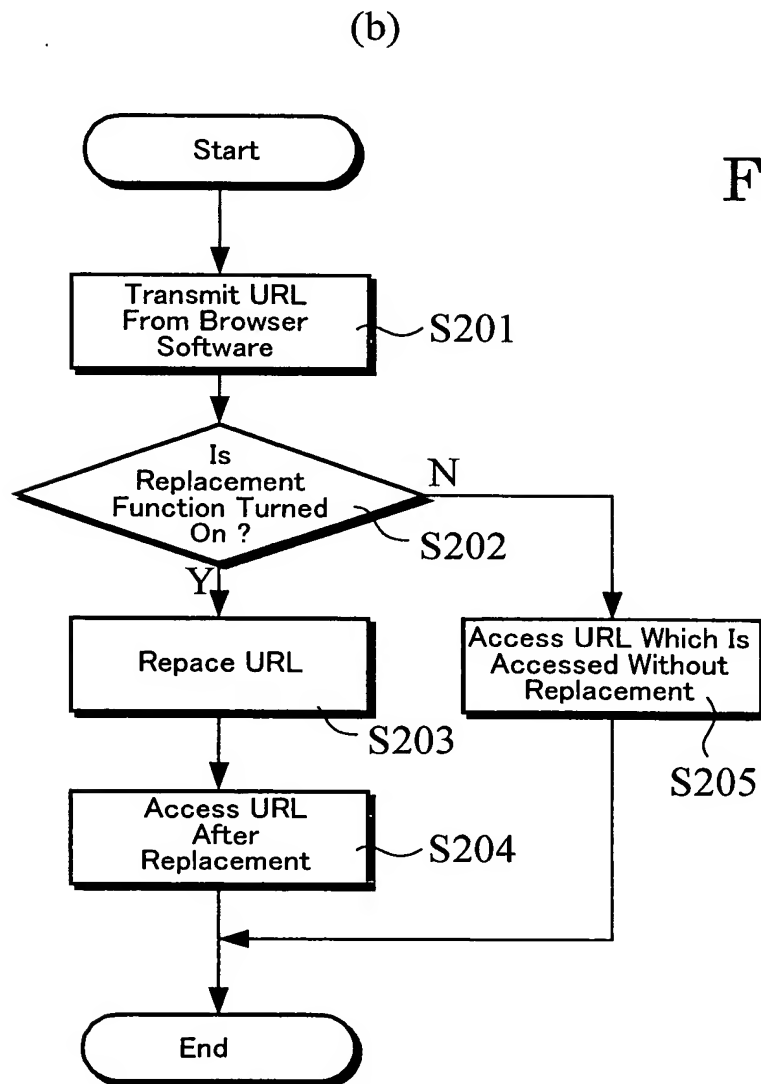 (b)
F
Start
Transmit URL
From Browser
Software
S201
Is
Replacement
Function Turned
On ?
S202
N
Y
Repace URL
S203
Access URL Which Is
Accessed Without
Replacement
S205
Access URL
After
Replacement
S204
End